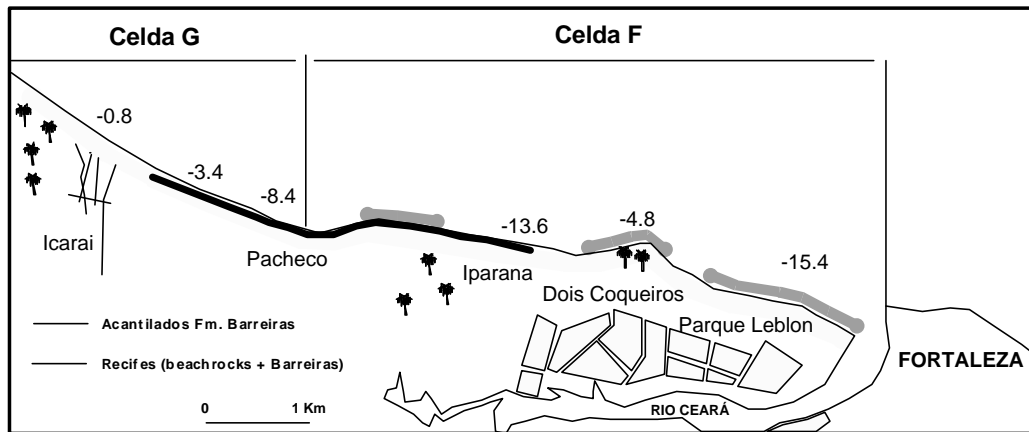 Celda G
Celda F
-0.8
-3.4
-8.4
-13.6
-4.8
-15.4
Icarai
Pacheco
Iparana
Dois Coqueiros
Parque Leblon
FORTALEZA
Acantilados Fm. Barreiras
Recifes (beachrocks + Barreiras)
0 1 Km
RIO CEARÁ